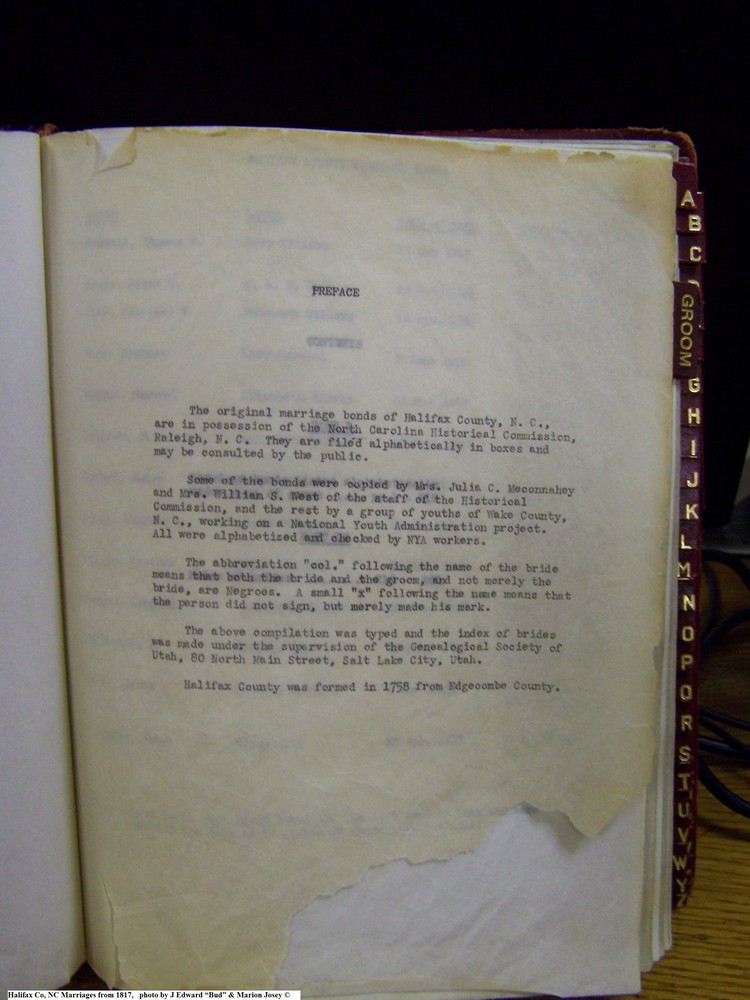 PREFACE
CONTENTS
The original marriage bonds of Halifax County, N. C.,
are in possession of the North Carolina Historical Commission,
Raleigh, N. C. They are filed alphabetically in boxes and
may be consulted by the public.
Some of the bonds were copied by Mrs. Julia C. Meconnahey
and Mrs. William S. West of the staff of the Historical
Commission, and the rest by a group of youths of Wake County,
N. C., working on a National Youth Administration project.
All were alphabetized and checked by NYA workers.
The abbreviation "col." following the name of the bride
means that both the bride and the groom, and not merely the
bride, are Negroes. A small "x" following the name means that
the person did not sign, but merely made his mark.
The above compilation was typed and the index of brides
was made under the supervision of the Genealogical Society of
Utah, 80 North Main Street, Salt Lake City, Utah.
Halifax County was formed in 1758 from Edgecombe County.
A
B
C
GROOM
G
H
I
J
K
L
M
N
O
P
Q
R
S
T
U
V
W
Y
Z
Halifax Co, NC Marriages from 1817, photo by J Edward “Bud” & Marion Josey ©